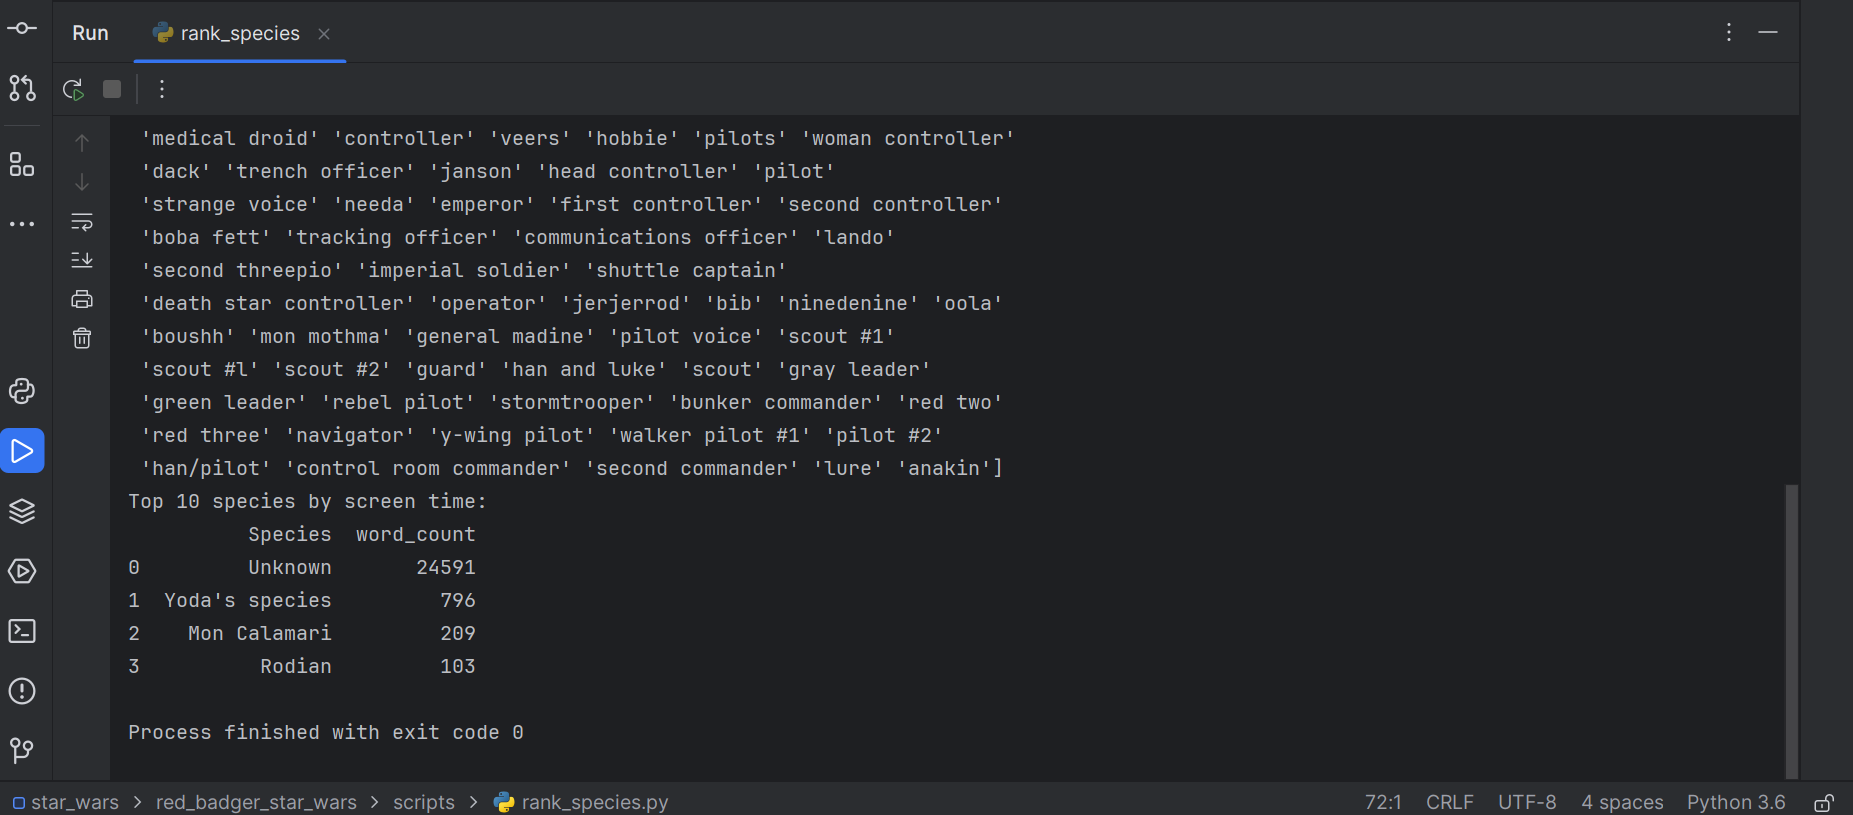 Run rank_species
'medical droid' 'controller' 'veers' 'hobbie' 'pilots' 'woman controller'
'dack' 'trench officer' 'janson' 'head controller' 'pilot'
'strange voice' 'needa' 'emperor' 'first controller' 'second controller'
'boba fett' 'tracking officer' 'communications officer' 'lando'
'second threepio' 'imperial soldier' 'shuttle captain'
'death star controller' 'operator' 'jerjerrod' 'bib' 'ninedenine' 'oola'
'boushh' 'mon mothma' 'general madine' 'pilot voice' 'scout #1'
'scout #l' 'scout #2' 'guard' 'han and luke' 'scout' 'gray leader'
'green leader' 'rebel pilot' 'stormtrooper' 'bunker commander' 'red two'
'red three' 'navigator' 'y-wing pilot' 'walker pilot #1' 'pilot #2'
'han/pilot' 'control room commander' 'second commander' 'lure' 'anakin']
Top 10 species by screen time:
Species word_count
0 Unknown 24591
1 Yoda's species 796
2 Mon Calamari 209
3 Rodian 103
Process finished with exit code 0
star_wars > red_badger_star_wars > scripts > rank_species.py 72:1 CRLF UTF-8 4 spaces Python 3.6